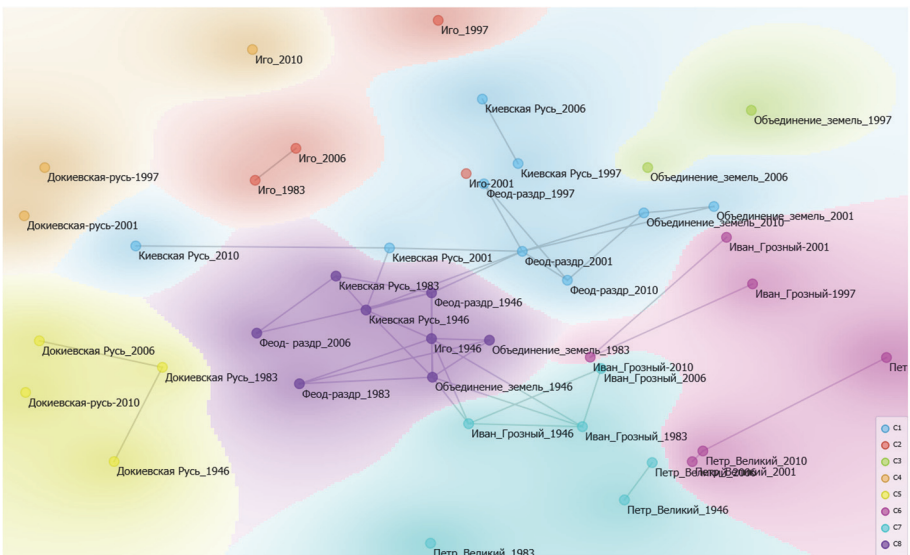 Иго_1997
Иго_2010
Киевская Русь_2006
Объединение_земель_1997
Иго_2006
Киевская Русь_1997
Докиевская-русь-1997
Иго_1983
Иго-2001
Феод-раздр_1997
Объединение_земель_2006
Докиевская-русь-2001
Объединение_земель_2001
Объединение_земель_2010
Иван_Грозный-2001
Киевская Русь_2010
Киевская Русь_2001
Феод-раздр_2001
Киевская Русь_1983
Феод-раздр_2010
Иван_Грозный-1997
Феод-раздр_1946
Киевская Русь_1946
Феод- раздр_2006
Иго_1946
Объединение_земель_1983
Докиевская Русь_2006
Иван_Грозный-2010
Пет
Докиевская Русь_1983
Иван_Грозный_2006
Феод-раздр_1983
Объединение_земель_1946
Докиевская-русь-2010
Иван_Грозный_1946
Иван_Грозный_1983
Петр_Великий_2010
Докиевская Русь_1946
Петр_Великий_2006
Петр_Великий_2001
Петр_Великий_1946
Петр_Великий_1983
C1
C2
C3
C4
C5
C6
C7
C8